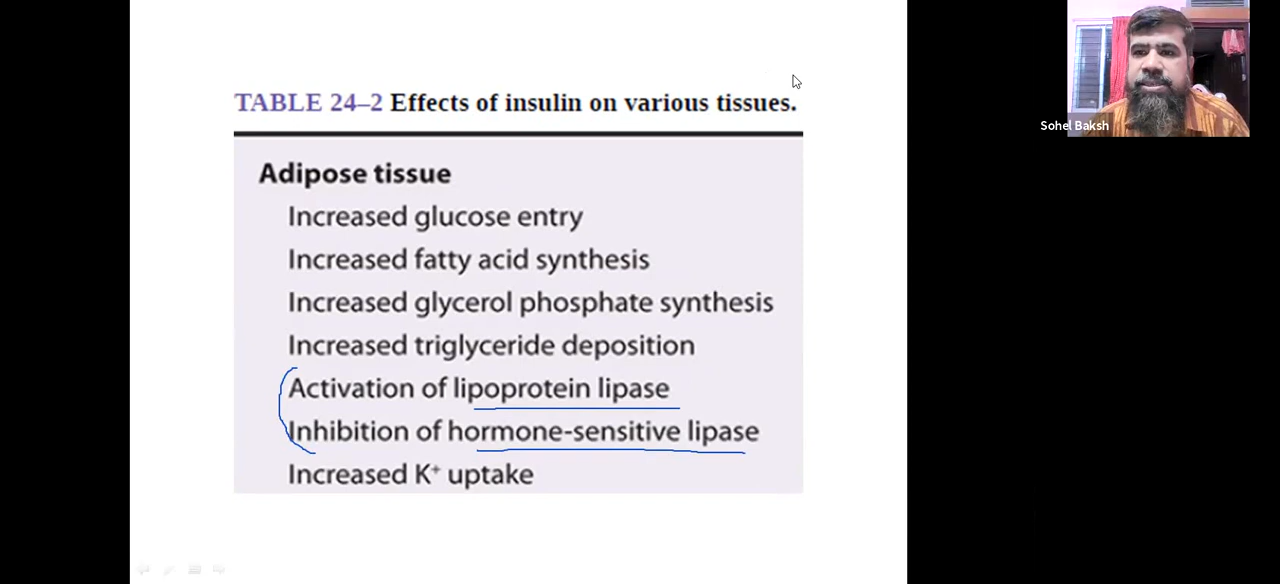 TABLE 24–2 Effects of insulin on various tissues.
Adipose tissue
Increased glucose entry
Increased fatty acid synthesis
Increased glycerol phosphate synthesis
Increased triglyceride deposition
Activation of lipoprotein lipase
Inhibition of hormone-sensitive lipase
Increased K⁺ uptake
Sohel Baksh